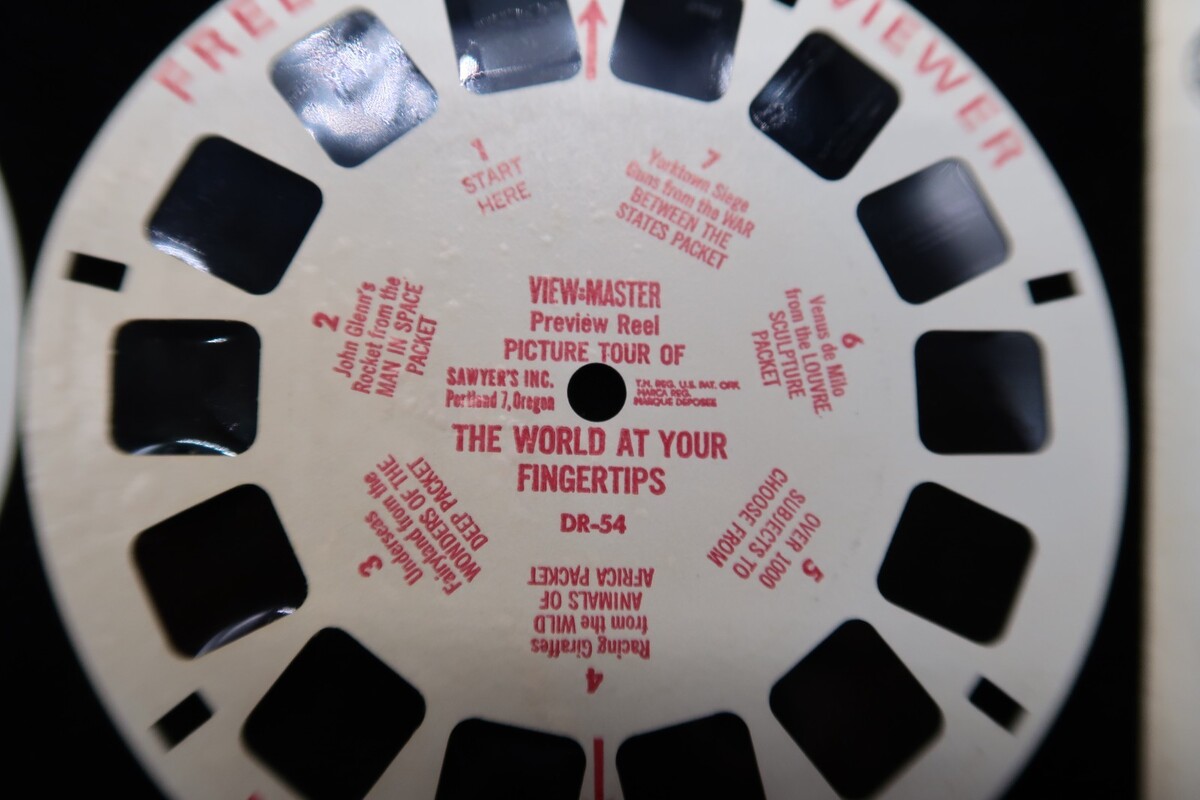 FREE
VIEWER
1
START
HERE
7
Yorktown Siege
Guns from the WAR
BETWEEN THE
STATES PACKET
VIEW-MASTER
Preview Reel
PICTURE TOUR OF
SAWYER'S INC.
Portland 7, Oregon
T.M. REG. U.S. PAT. OFF.
MARCA REG.
MARQUE DEPOSEE
THE WORLD AT YOUR
FINGERTIPS
DR-54
2
John Glenn's
Rocket from the
MAN IN SPACE
PACKET
3
Underseas
Fairyland from the
WONDERS OF THE
DEEP PACKET
4
Racing Giraffes
from the WILD
ANIMALS OF
AFRICA PACKET
5
OVER 1000
SUBJECTS TO
CHOOSE FROM
6
Venus de Milo
from the LOUVRE
SCULPTURE
PACKET